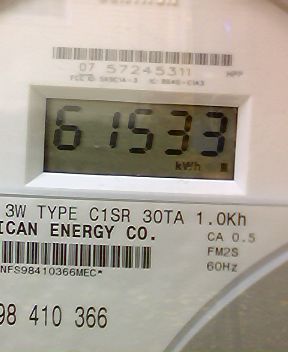 07 57245311 HPP
61533
kWh
3W TYPE C1SR 30TA 1.0Kh
ICAN ENERGY CO.
CA 0.5
FM2S
60Hz
NFS98410366MEC*
98 410 366